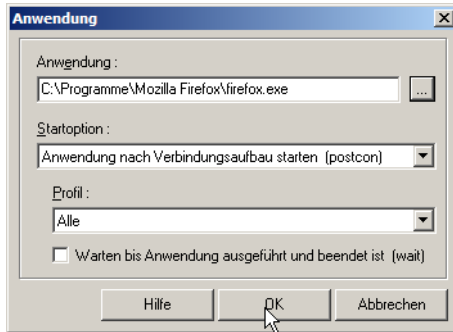 Anwendung
Anwendung :
C:\Programme\Mozilla Firefox\firefox.exe
...
Startoption :
Anwendung nach Verbindungsaufbau starten (postcon)
Profil :
Alle
Warten bis Anwendung ausgeführt und beendet ist (wait)
Hilfe OK Abbrechen